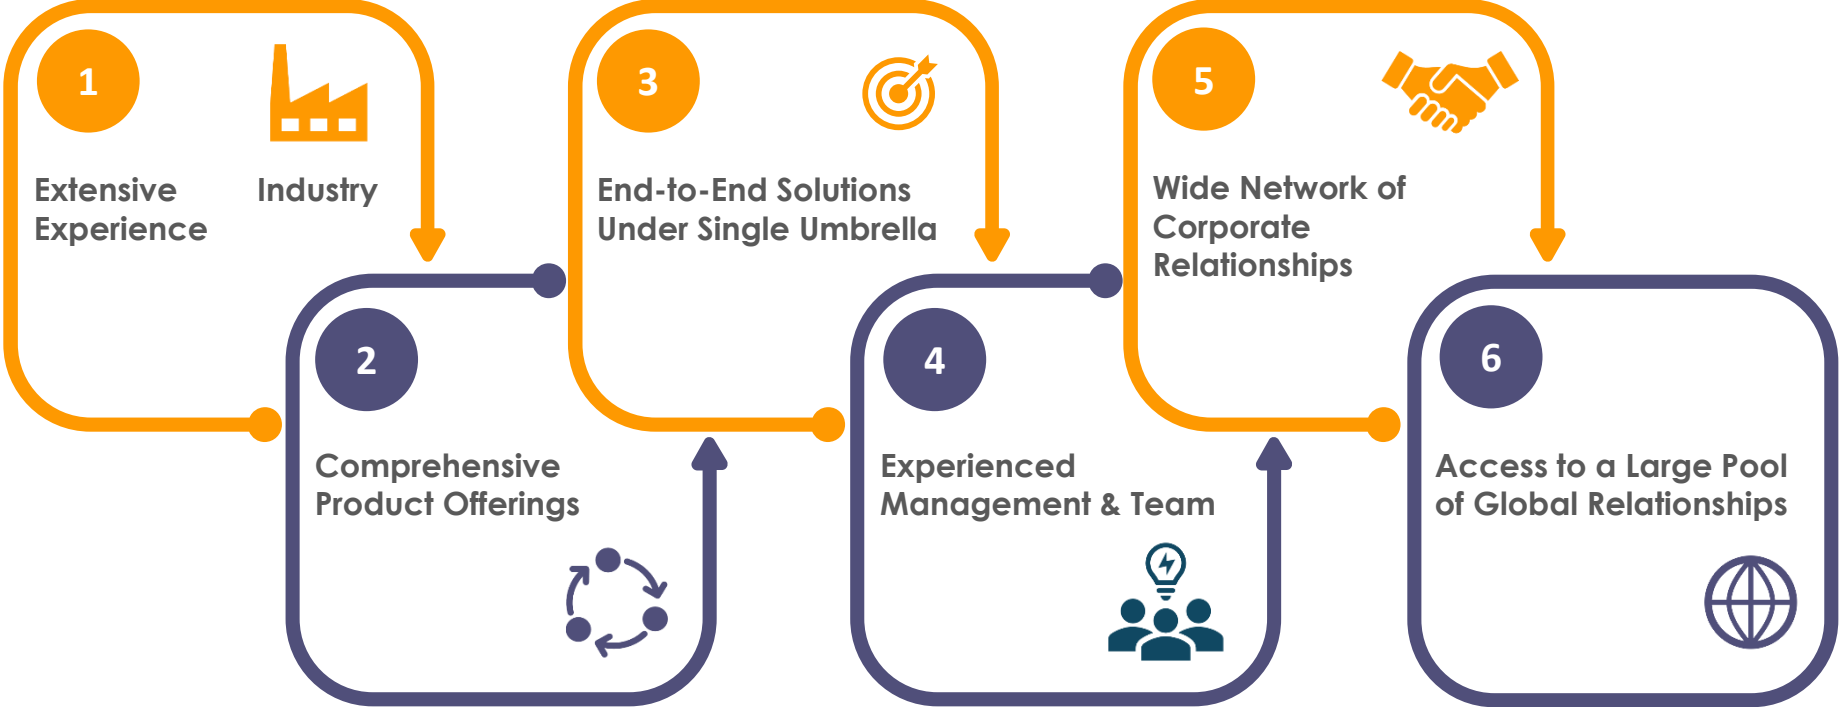 1
Extensive Industry
Experience
2
Comprehensive
Product Offerings
3
End-to-End Solutions
Under Single Umbrella
4
Experienced
Management & Team
5
Wide Network of
Corporate
Relationships
6
Access to a Large Pool
of Global Relationships